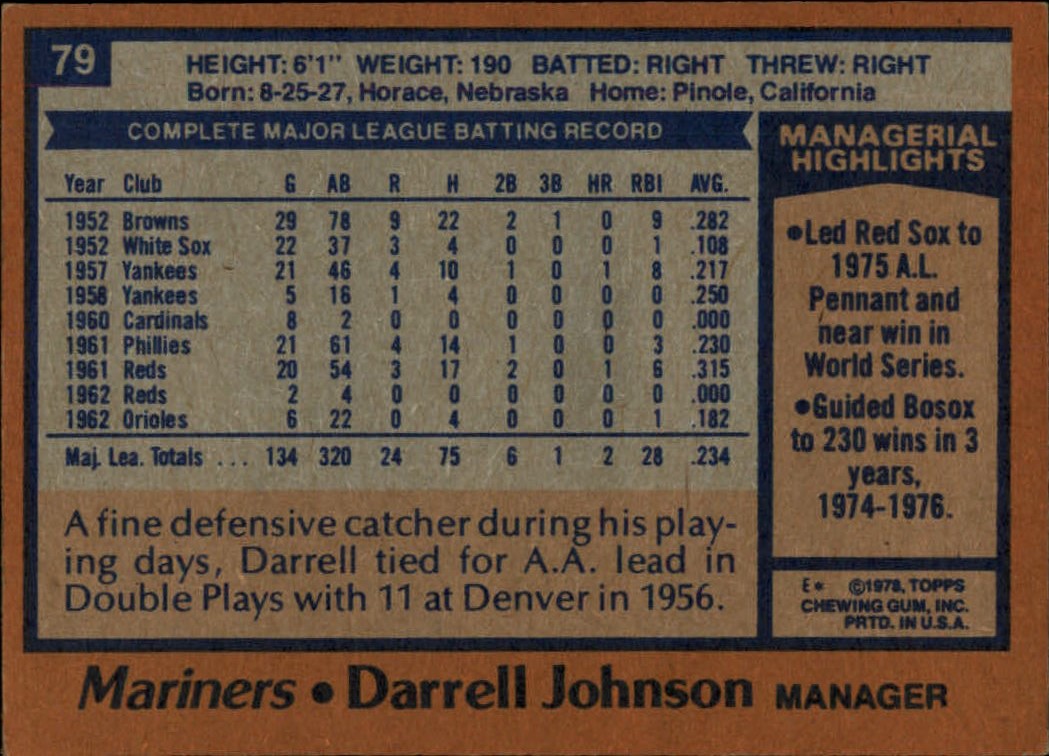 79
HEIGHT: 6'1" WEIGHT: 190 BATTED: RIGHT THREW: RIGHT
Born: 8-25-27, Horace, Nebraska Home: Pinole, California
COMPLETE MAJOR LEAGUE BATTING RECORD
Year Club G AB R H 2B 3B HR RBI AVG.
1952 Browns 29 78 9 22 2 1 0 9 .282
1952 White Sox 22 37 3 4 0 0 0 1 .108
1957 Yankees 21 46 4 10 1 0 1 8 .217
1958 Yankees 5 16 1 4 0 0 0 0 .250
1960 Cardinals 8 2 0 0 0 0 0 0 .000
1961 Phillies 21 61 4 14 1 0 0 3 .230
1961 Reds 20 54 3 17 2 0 1 6 .315
1962 Reds 2 4 0 0 0 0 0 0 .000
1962 Orioles 6 22 0 4 0 0 0 1 .182
Maj. Lea. Totals ... 134 320 24 75 6 1 2 28 .234
A fine defensive catcher during his play-
ing days, Darrell tied for A.A. lead in
Double Plays with 11 at Denver in 1956.
MANAGERIAL
HIGHLIGHTS
•Led Red Sox to
1975 A.L.
Pennant and
near win in
World Series.
•Guided Bosox
to 230 wins in 3
years,
1974-1976.
E* ©1978, TOPPS
CHEWING GUM, INC.
PRTD. IN U.S.A.
Mariners • Darrell Johnson MANAGER